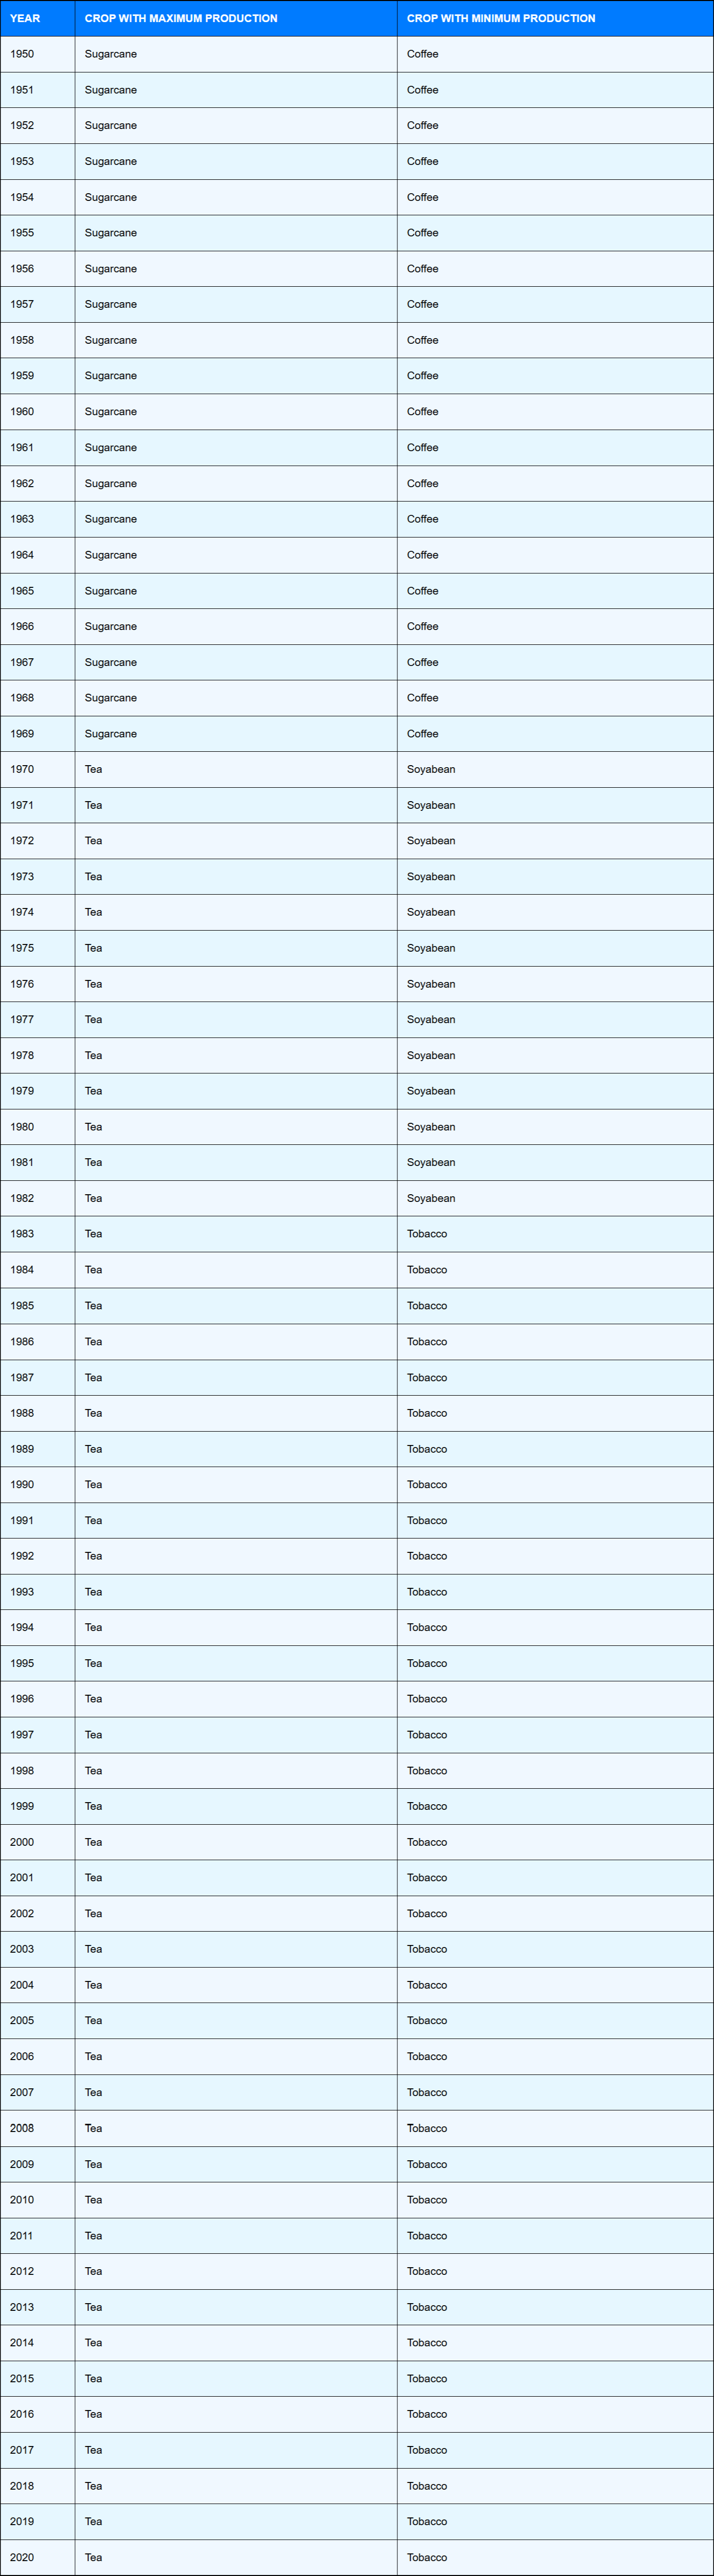 YEAR CROP WITH MAXIMUM PRODUCTION CROP WITH MINIMUM PRODUCTION
1950 Sugarcane Coffee
1951 Sugarcane Coffee
1952 Sugarcane Coffee
1953 Sugarcane Coffee
1954 Sugarcane Coffee
1955 Sugarcane Coffee
1956 Sugarcane Coffee
1957 Sugarcane Coffee
1958 Sugarcane Coffee
1959 Sugarcane Coffee
1960 Sugarcane Coffee
1961 Sugarcane Coffee
1962 Sugarcane Coffee
1963 Sugarcane Coffee
1964 Sugarcane Coffee
1965 Sugarcane Coffee
1966 Sugarcane Coffee
1967 Sugarcane Coffee
1968 Sugarcane Coffee
1969 Sugarcane Coffee
1970 Tea Soyabean
1971 Tea Soyabean
1972 Tea Soyabean
1973 Tea Soyabean
1974 Tea Soyabean
1975 Tea Soyabean
1976 Tea Soyabean
1977 Tea Soyabean
1978 Tea Soyabean
1979 Tea Soyabean
1980 Tea Soyabean
1981 Tea Soyabean
1982 Tea Soyabean
1983 Tea Tobacco
1984 Tea Tobacco
1985 Tea Tobacco
1986 Tea Tobacco
1987 Tea Tobacco
1988 Tea Tobacco
1989 Tea Tobacco
1990 Tea Tobacco
1991 Tea Tobacco
1992 Tea Tobacco
1993 Tea Tobacco
1994 Tea Tobacco
1995 Tea Tobacco
1996 Tea Tobacco
1997 Tea Tobacco
1998 Tea Tobacco
1999 Tea Tobacco
2000 Tea Tobacco
2001 Tea Tobacco
2002 Tea Tobacco
2003 Tea Tobacco
2004 Tea Tobacco
2005 Tea Tobacco
2006 Tea Tobacco
2007 Tea Tobacco
2008 Tea Tobacco
2009 Tea Tobacco
2010 Tea Tobacco
2011 Tea Tobacco
2012 Tea Tobacco
2013 Tea Tobacco
2014 Tea Tobacco
2015 Tea Tobacco
2016 Tea Tobacco
2017 Tea Tobacco
2018 Tea Tobacco
2019 Tea Tobacco
2020 Tea Tobacco